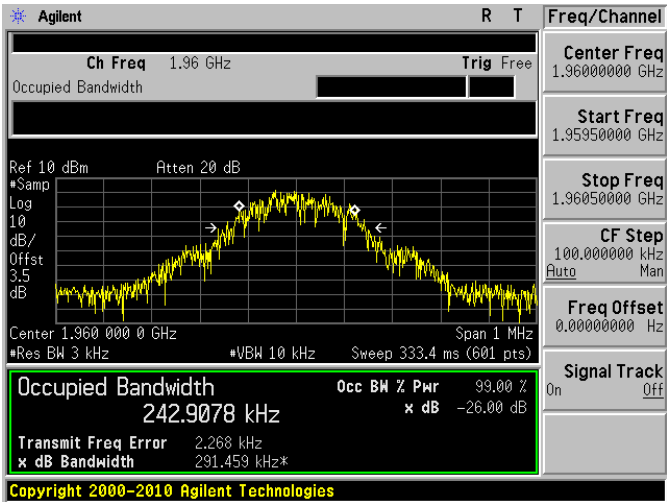 Agilent R T Freq/Channel
Ch Freq 1.96 GHz Trig Free
Occupied Bandwidth
Center Freq
1.96000000 GHz
Start Freq
1.95950000 GHz
Stop Freq
1.96050000 GHz
CF Step
100.000000 kHz
Auto Man
Freq Offset
0.00000000 Hz
Signal Track
On Off
Ref 10 dBm Atten 20 dB
#Samp
Log
10
dB/
Offst
3.5
dB
Center 1.960 000 0 GHz Span 1 MHz
#Res BW 3 kHz #VBW 10 kHz Sweep 333.4 ms (601 pts)
Occupied Bandwidth Occ BW % Pwr 99.00 %
242.9078 kHz x dB -26.00 dB
Transmit Freq Error 2.268 kHz
x dB Bandwidth 291.459 kHz*
Copyright 2000-2010 Agilent Technologies